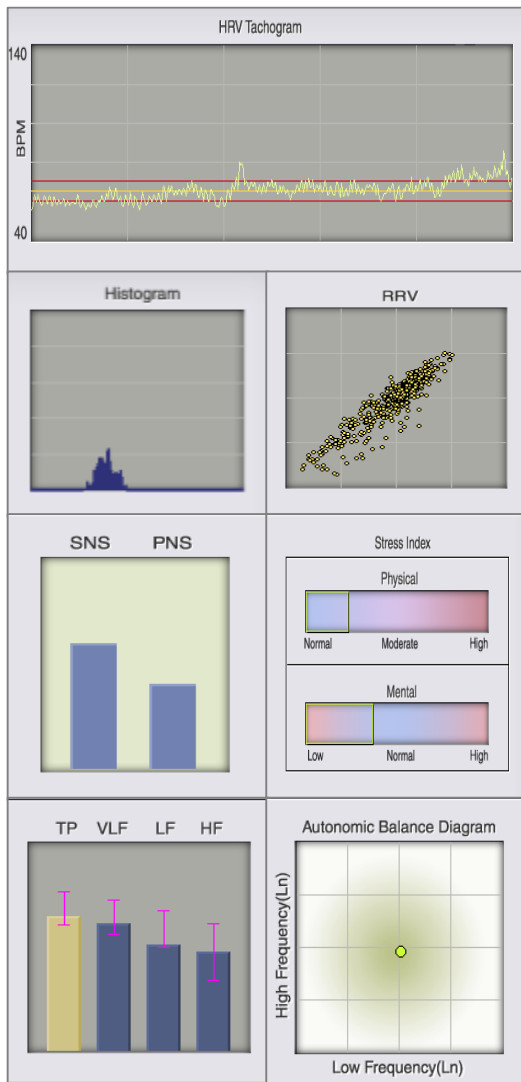 HRV Tachogram
140
BPM
40
Histogram
RRV
SNS PNS
Stress Index
Physical
Normal Moderate High
Mental
Low Normal High
TP VLF LF HF
Autonomic Balance Diagram
High Frequency(Ln)
Low Frequency(Ln)